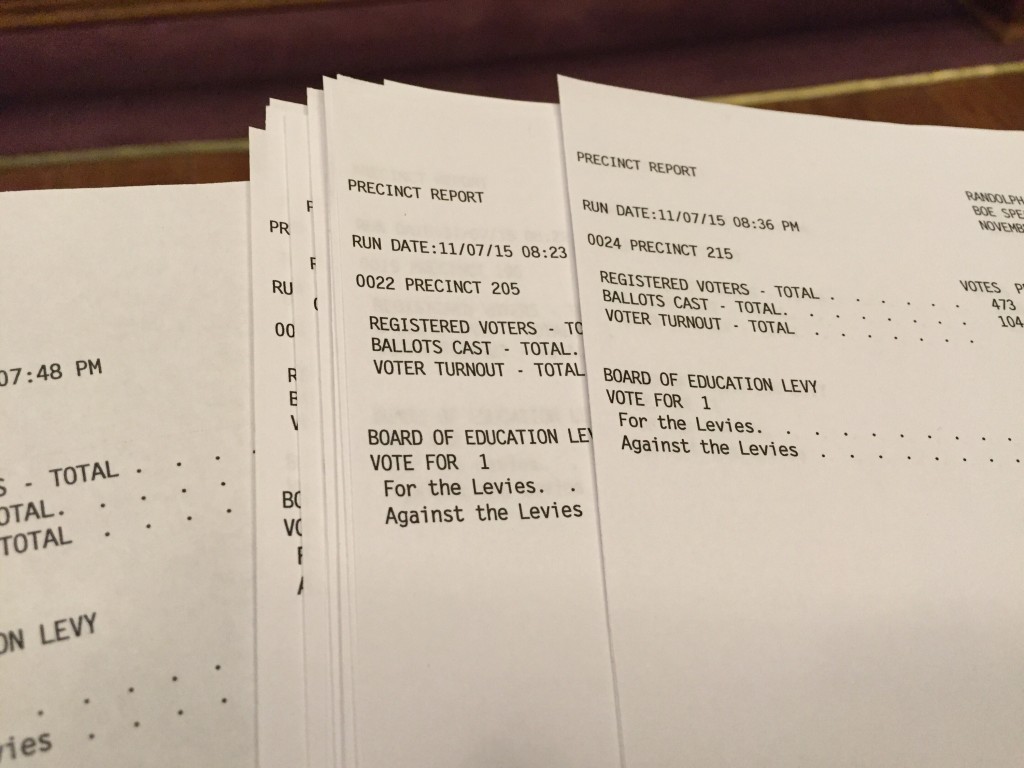 07:48 PM
- TOTAL . . .
TOTAL. . . .
TOTAL . . . .
LEVY
. . . .
. . .
PR
RU
00
PRECINCT REPORT
RUN DATE:11/07/15 08:23
0022 PRECINCT 205
REGISTERED VOTERS - TO
BALLOTS CAST - TOTAL.
VOTER TURNOUT - TOTAL
BOARD OF EDUCATION LE
VOTE FOR 1
For the Levies. .
Against the Levies
PRECINCT REPORT
RANDOLPH
BOE SPE
NOVEMB
RUN DATE:11/07/15 08:36 PM
0024 PRECINCT 215
VOTES P
REGISTERED VOTERS - TOTAL . . . . . . 473
BALLOTS CAST - TOTAL. . . . . . . 104
VOTER TURNOUT - TOTAL . . . . . .
BOARD OF EDUCATION LEVY
VOTE FOR 1
For the Levies. . . . . . . . . .
Against the Levies . . . . . . . .